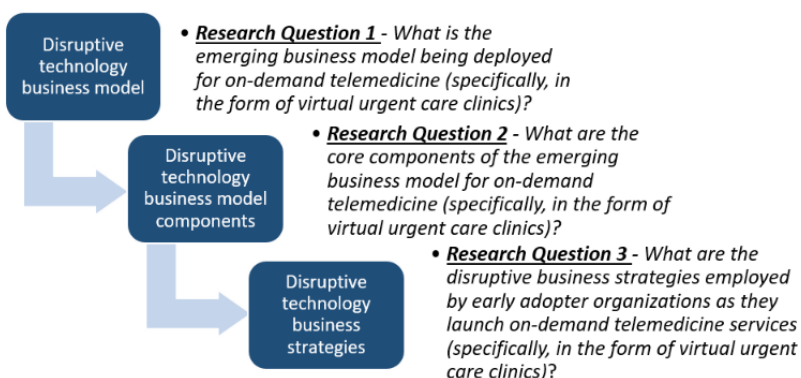 Disruptive
technology
business model
• Research Question 1 - What is the
emerging business model being deployed
for on-demand telemedicine (specifically, in
the form of virtual urgent care clinics)?
Disruptive
technology
business model
components
• Research Question 2 - What are the
core components of the emerging
business model for on-demand
telemedicine (specifically, in the form of
virtual urgent care clinics)?
Disruptive
technology
business
strategies
• Research Question 3 - What are the
disruptive business strategies employed
by early adopter organizations as they
launch on-demand telemedicine services
(specifically, in the form of virtual urgent
care clinics)?